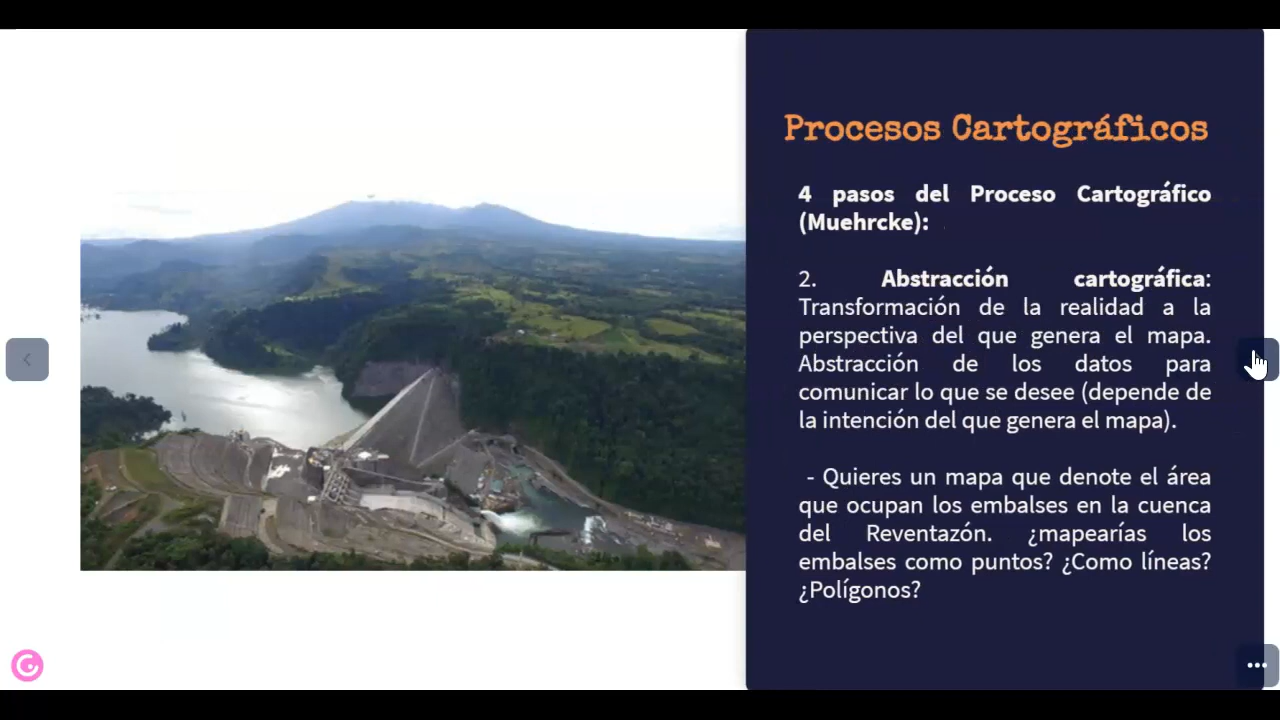 Procesos Cartográficos
4 pasos del Proceso Cartográfico
(Muehrcke):
2. Abstracción cartográfica:
Transformación de la realidad a la
perspectiva del que genera el mapa.
Abstracción de los datos para
comunicar lo que se desee (depende de
la intención del que genera el mapa).
- Quieres un mapa que denote el área
que ocupan los embalses en la cuenca
del Reventazón. ¿mapearías los
embalses como puntos? ¿Como líneas?
¿Polígonos?